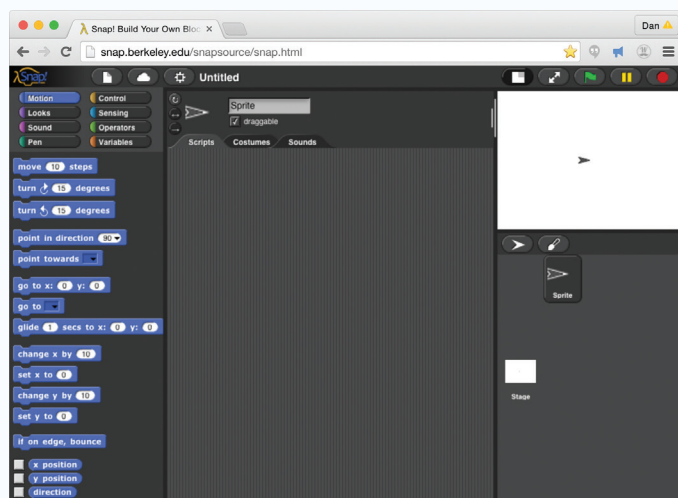 Snap! Build Your Own Bloc
Dan
snap.berkeley.edu/snapsource/snap.html
Snap!
Untitled
Motion Control
Looks Sensing
Sound Operators
Pen Variables
Sprite
draggable
Scripts Costumes Sounds
move 10 steps
turn 15 degrees
turn 15 degrees
point in direction 90
point towards
go to x: 0 y: 0
go to
glide 1 secs to x: 0 y: 0
change x by 10
set x to 0
change y by 10
set y to 0
if on edge, bounce
x position
y position
direction
Sprite
Stage